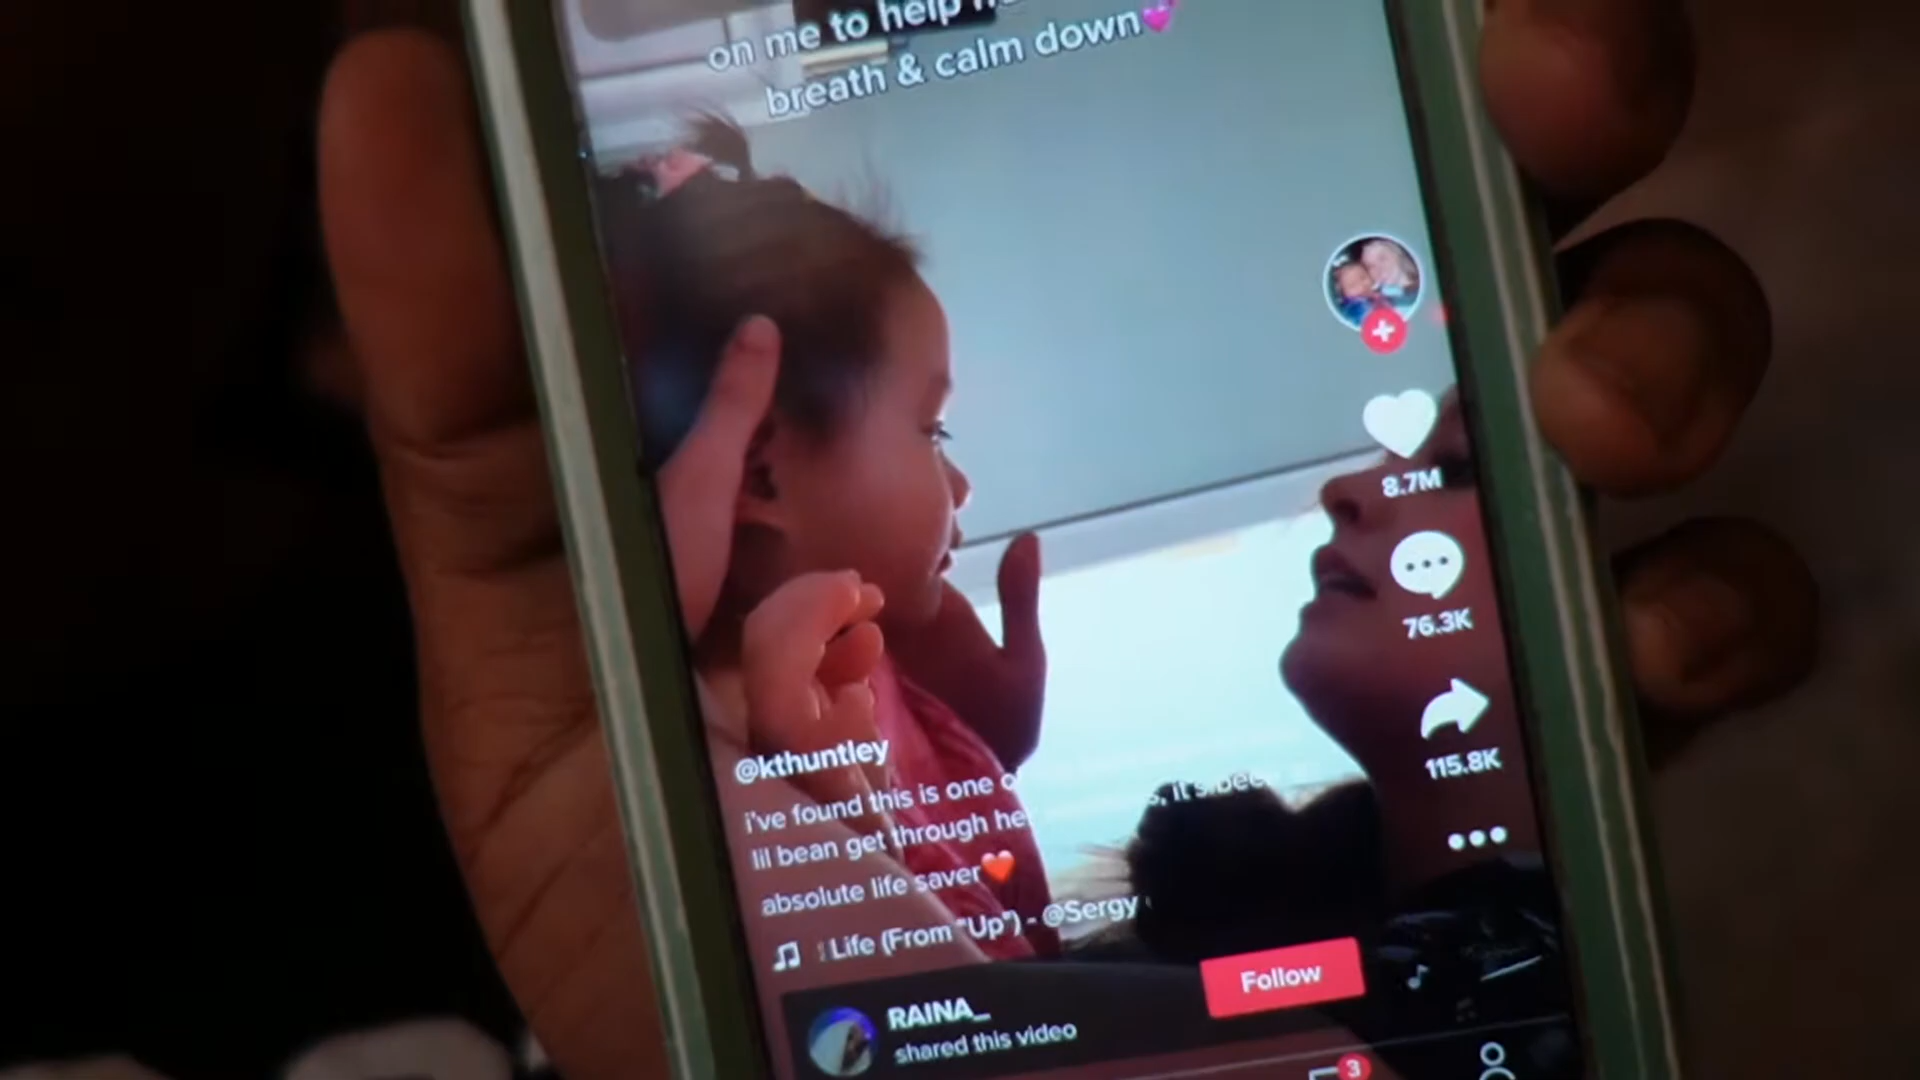 on me to help
breath & calm down💕
8.7M
76.3K
115.8K
@kthuntley
i've found this is one
lil bean get through
absolute life saver❤️
Life (From "Up") - @Sergy
RAINA_
shared this video
Follow
3